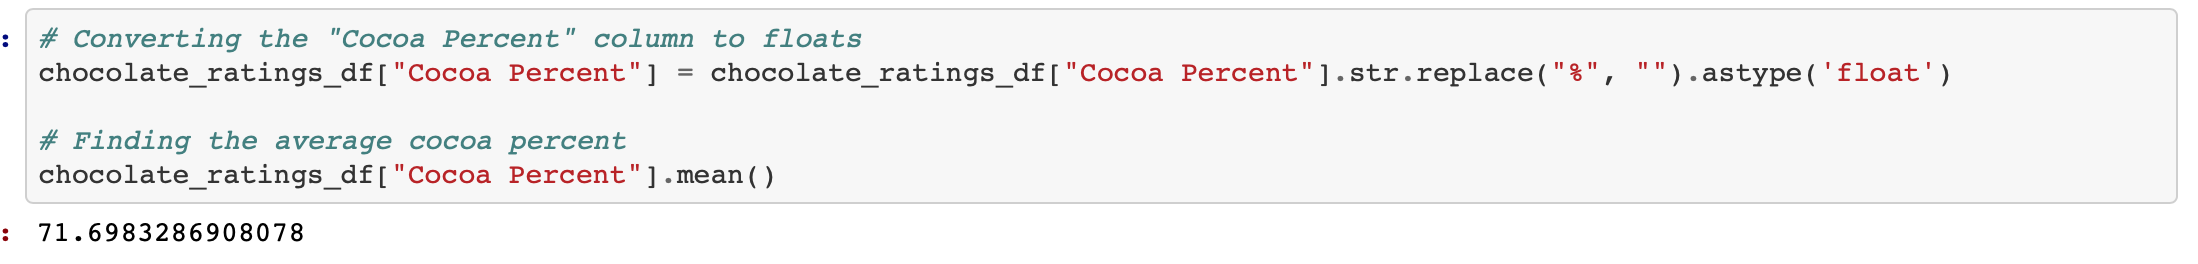 : # Converting the "Cocoa Percent" column to floats
chocolate_ratings_df["Cocoa Percent"] = chocolate_ratings_df["Cocoa Percent"].str.replace("%", "").astype('float')
# Finding the average cocoa percent
chocolate_ratings_df["Cocoa Percent"].mean()
: 71.6983286908078